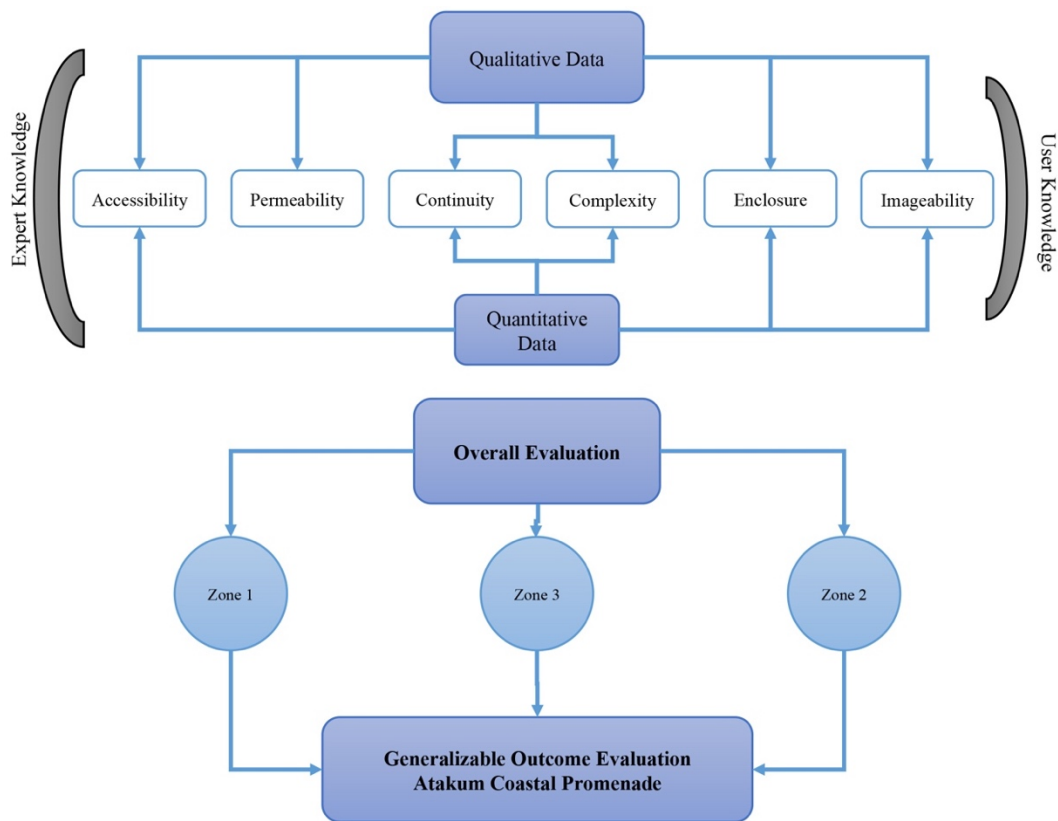 Qualitative Data
Expert Knowledge
User Knowledge
Accessibility
Permeability
Continuity
Complexity
Enclosure
Imageability
Quantitative
Data
Overall Evaluation
Zone 1
Zone 3
Zone 2
Generalizable Outcome Evaluation
Atakum Coastal Promenade